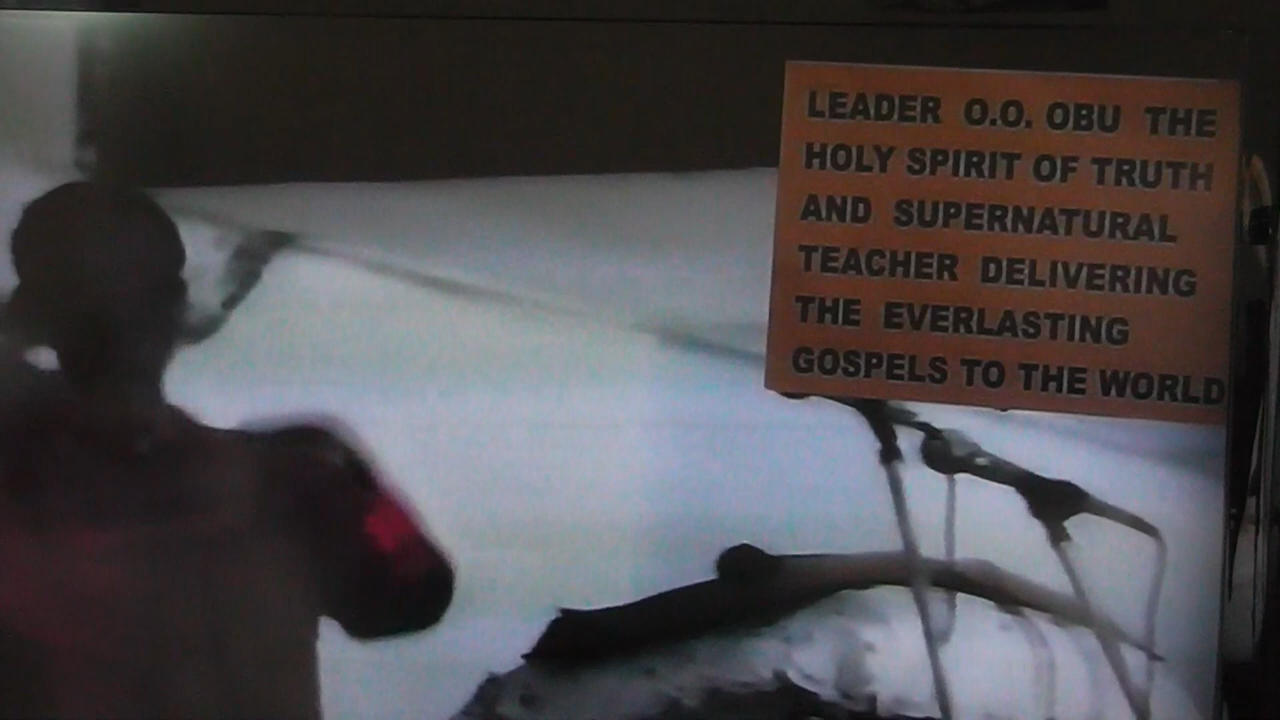 LEADER O.O. OBU THE
HOLY SPIRIT OF TRUTH
AND SUPERNATURAL
TEACHER DELIVERING
THE EVERLASTING
GOSPELS TO THE WORLD